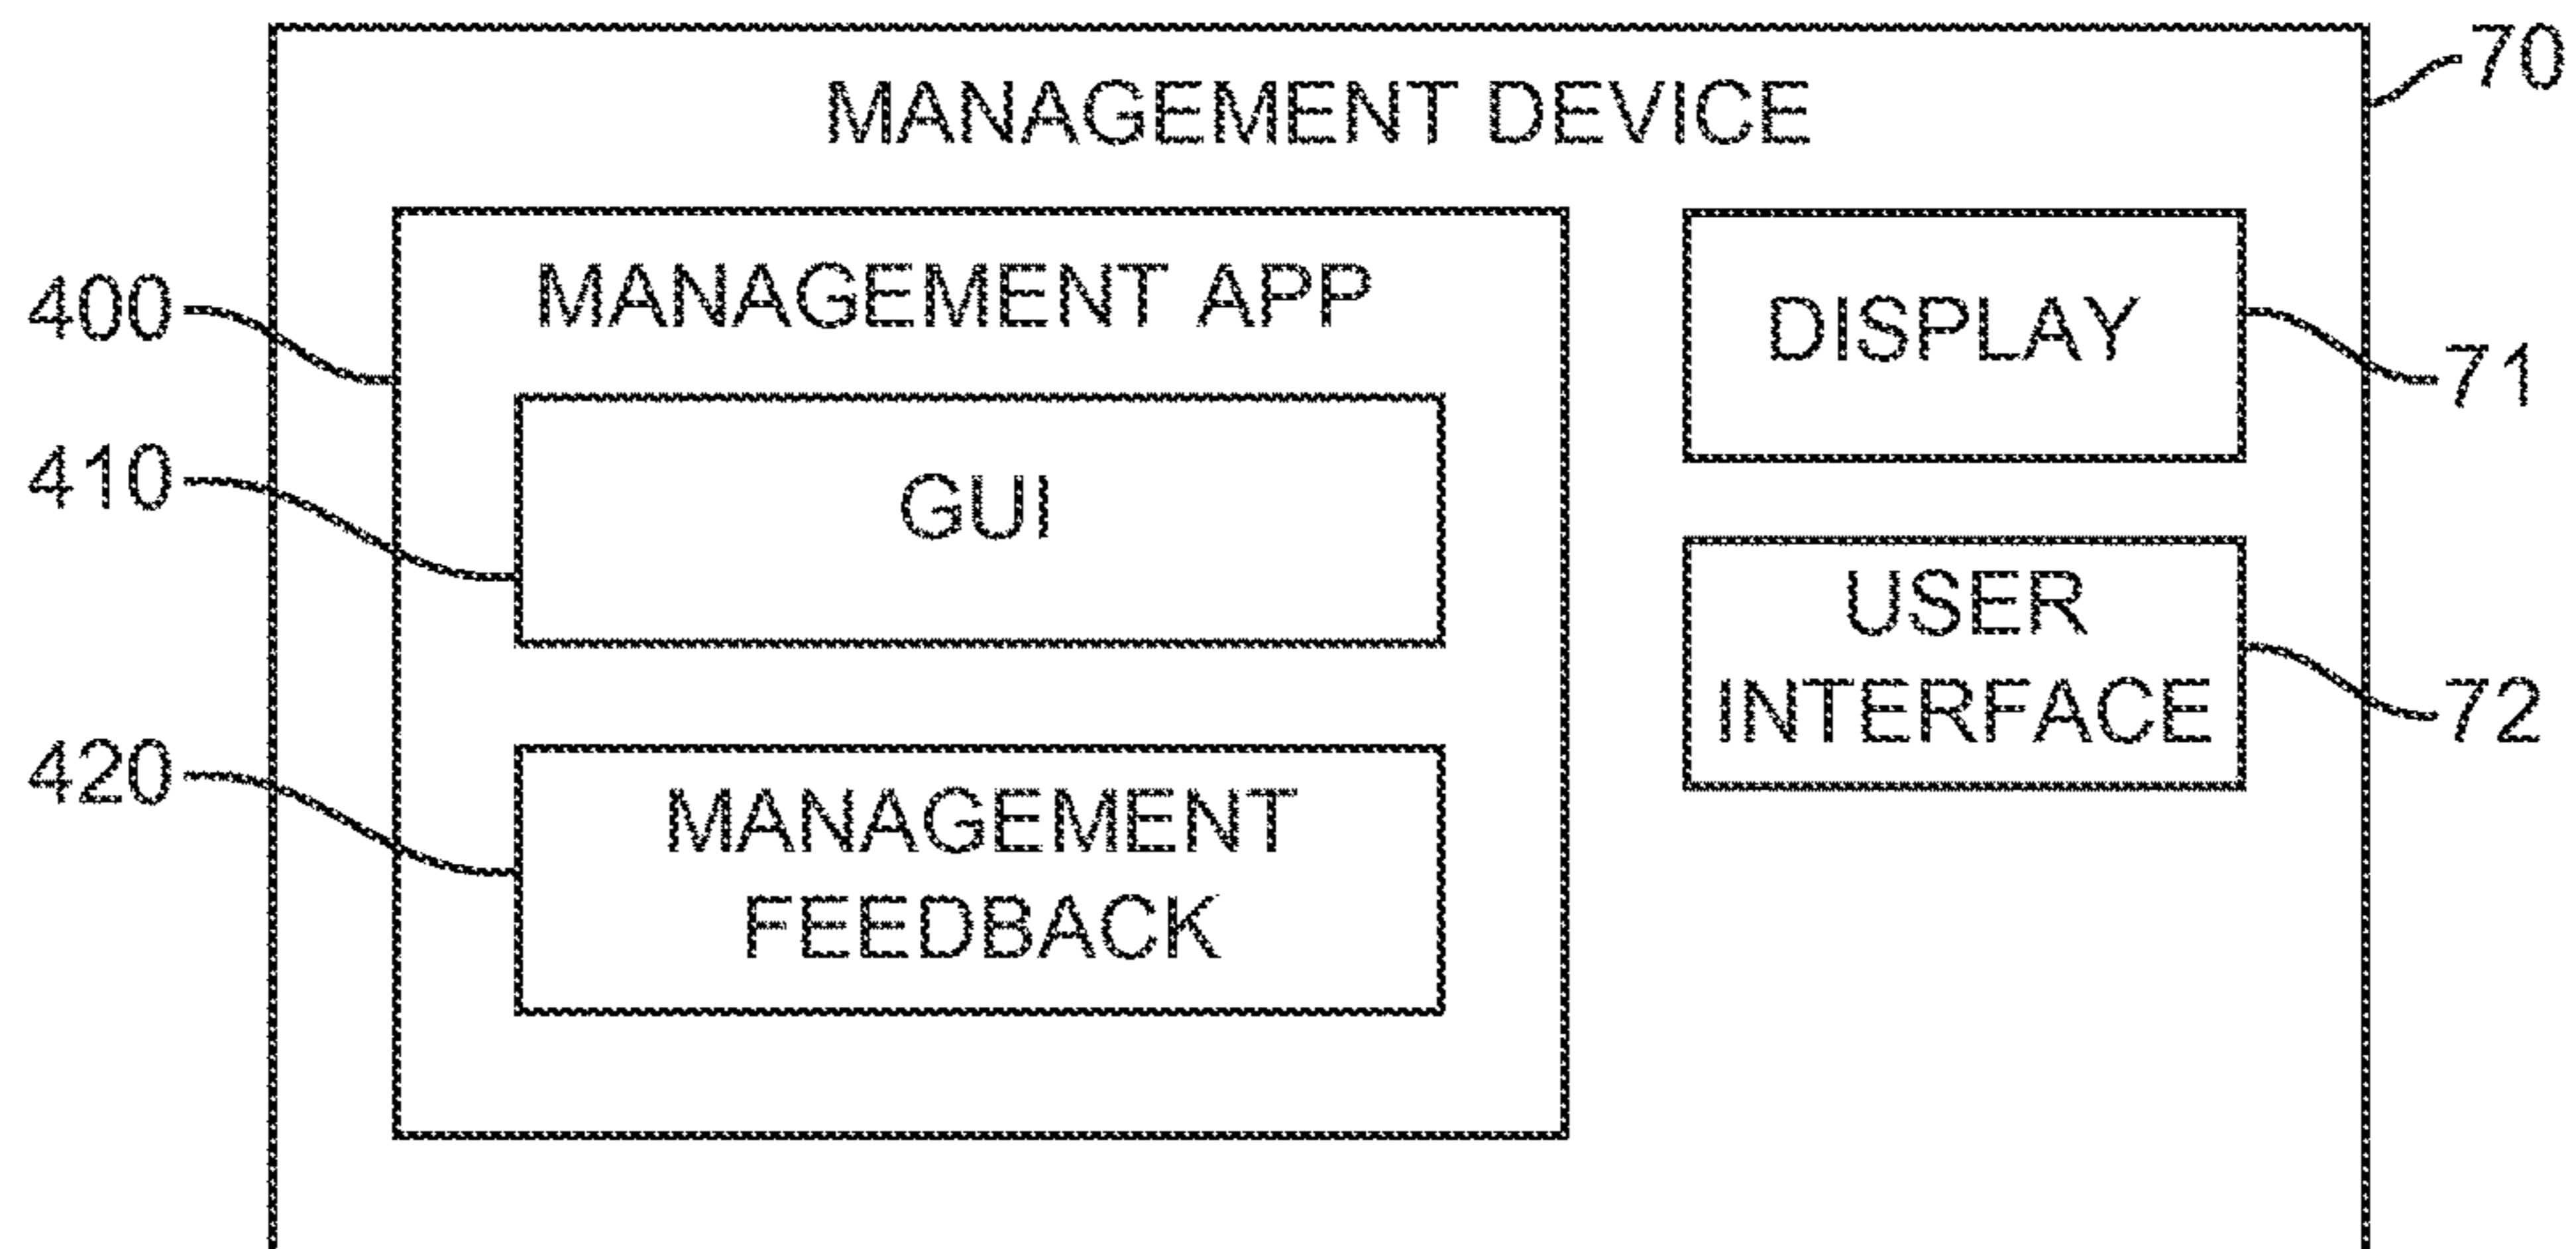 MANAGEMENT DEVICE
70
MANAGEMENT APP
400
DISPLAY
71
410
GUI
USER
INTERFACE
72
420
MANAGEMENT
FEEDBACK